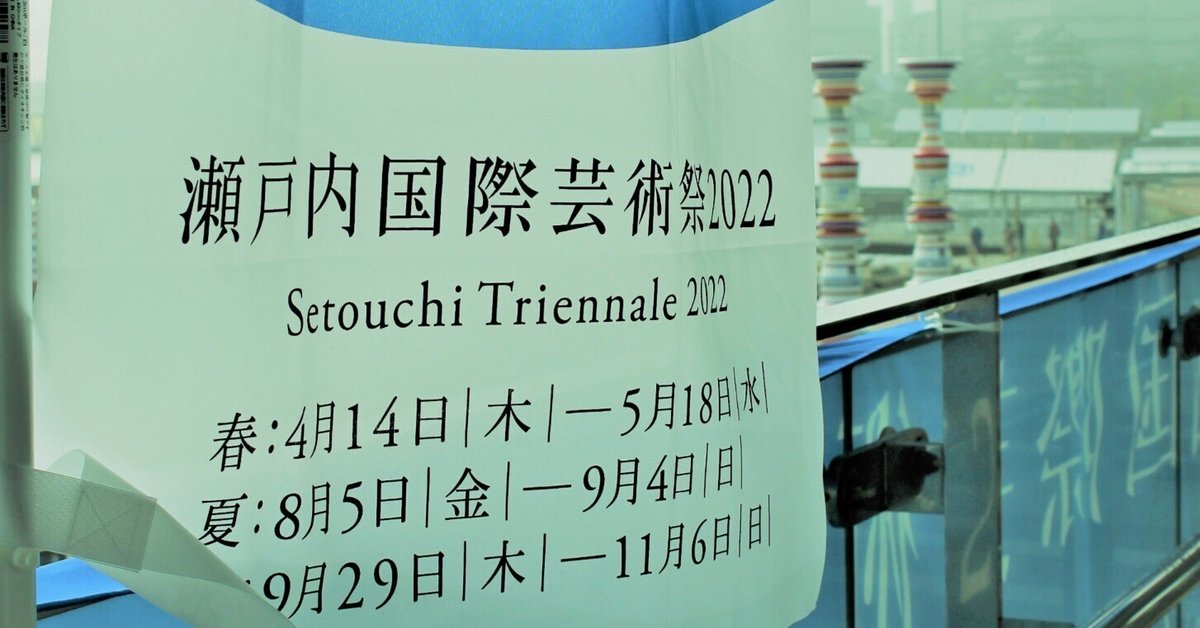 瀬戸内国際芸術祭2022
Setouchi Triennale 2022
春:4月14日|木|—5月18日|水|
夏:8月5日|金|—9月4日|日|
:9月29日|木|—11月6日|日|